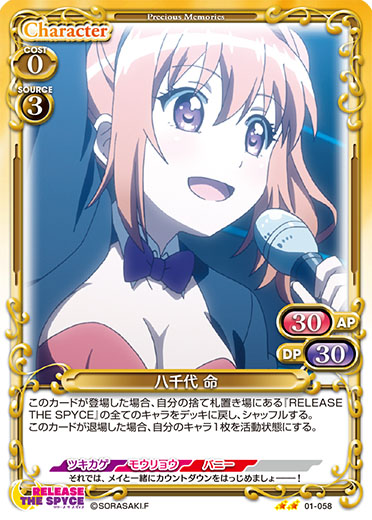 Precious Memories
Character
COST
0
SOURCE
3
30 AP
DP 30
八千代 命
このカードが登場した場合、自分の捨て札置き場にある『RELEASE
THE SPYCE』の全てのキャラをデッキに戻し、シャッフルする。
このカードが退場した場合、自分のキャラ1枚を活動状態にする。
ツキカゲ モウリョウ バニー
それでは、メイと一緒にカウントダウンをはじめましょ――!
RELEASE
THE SPYCE
©SORASAKI.F
01-058